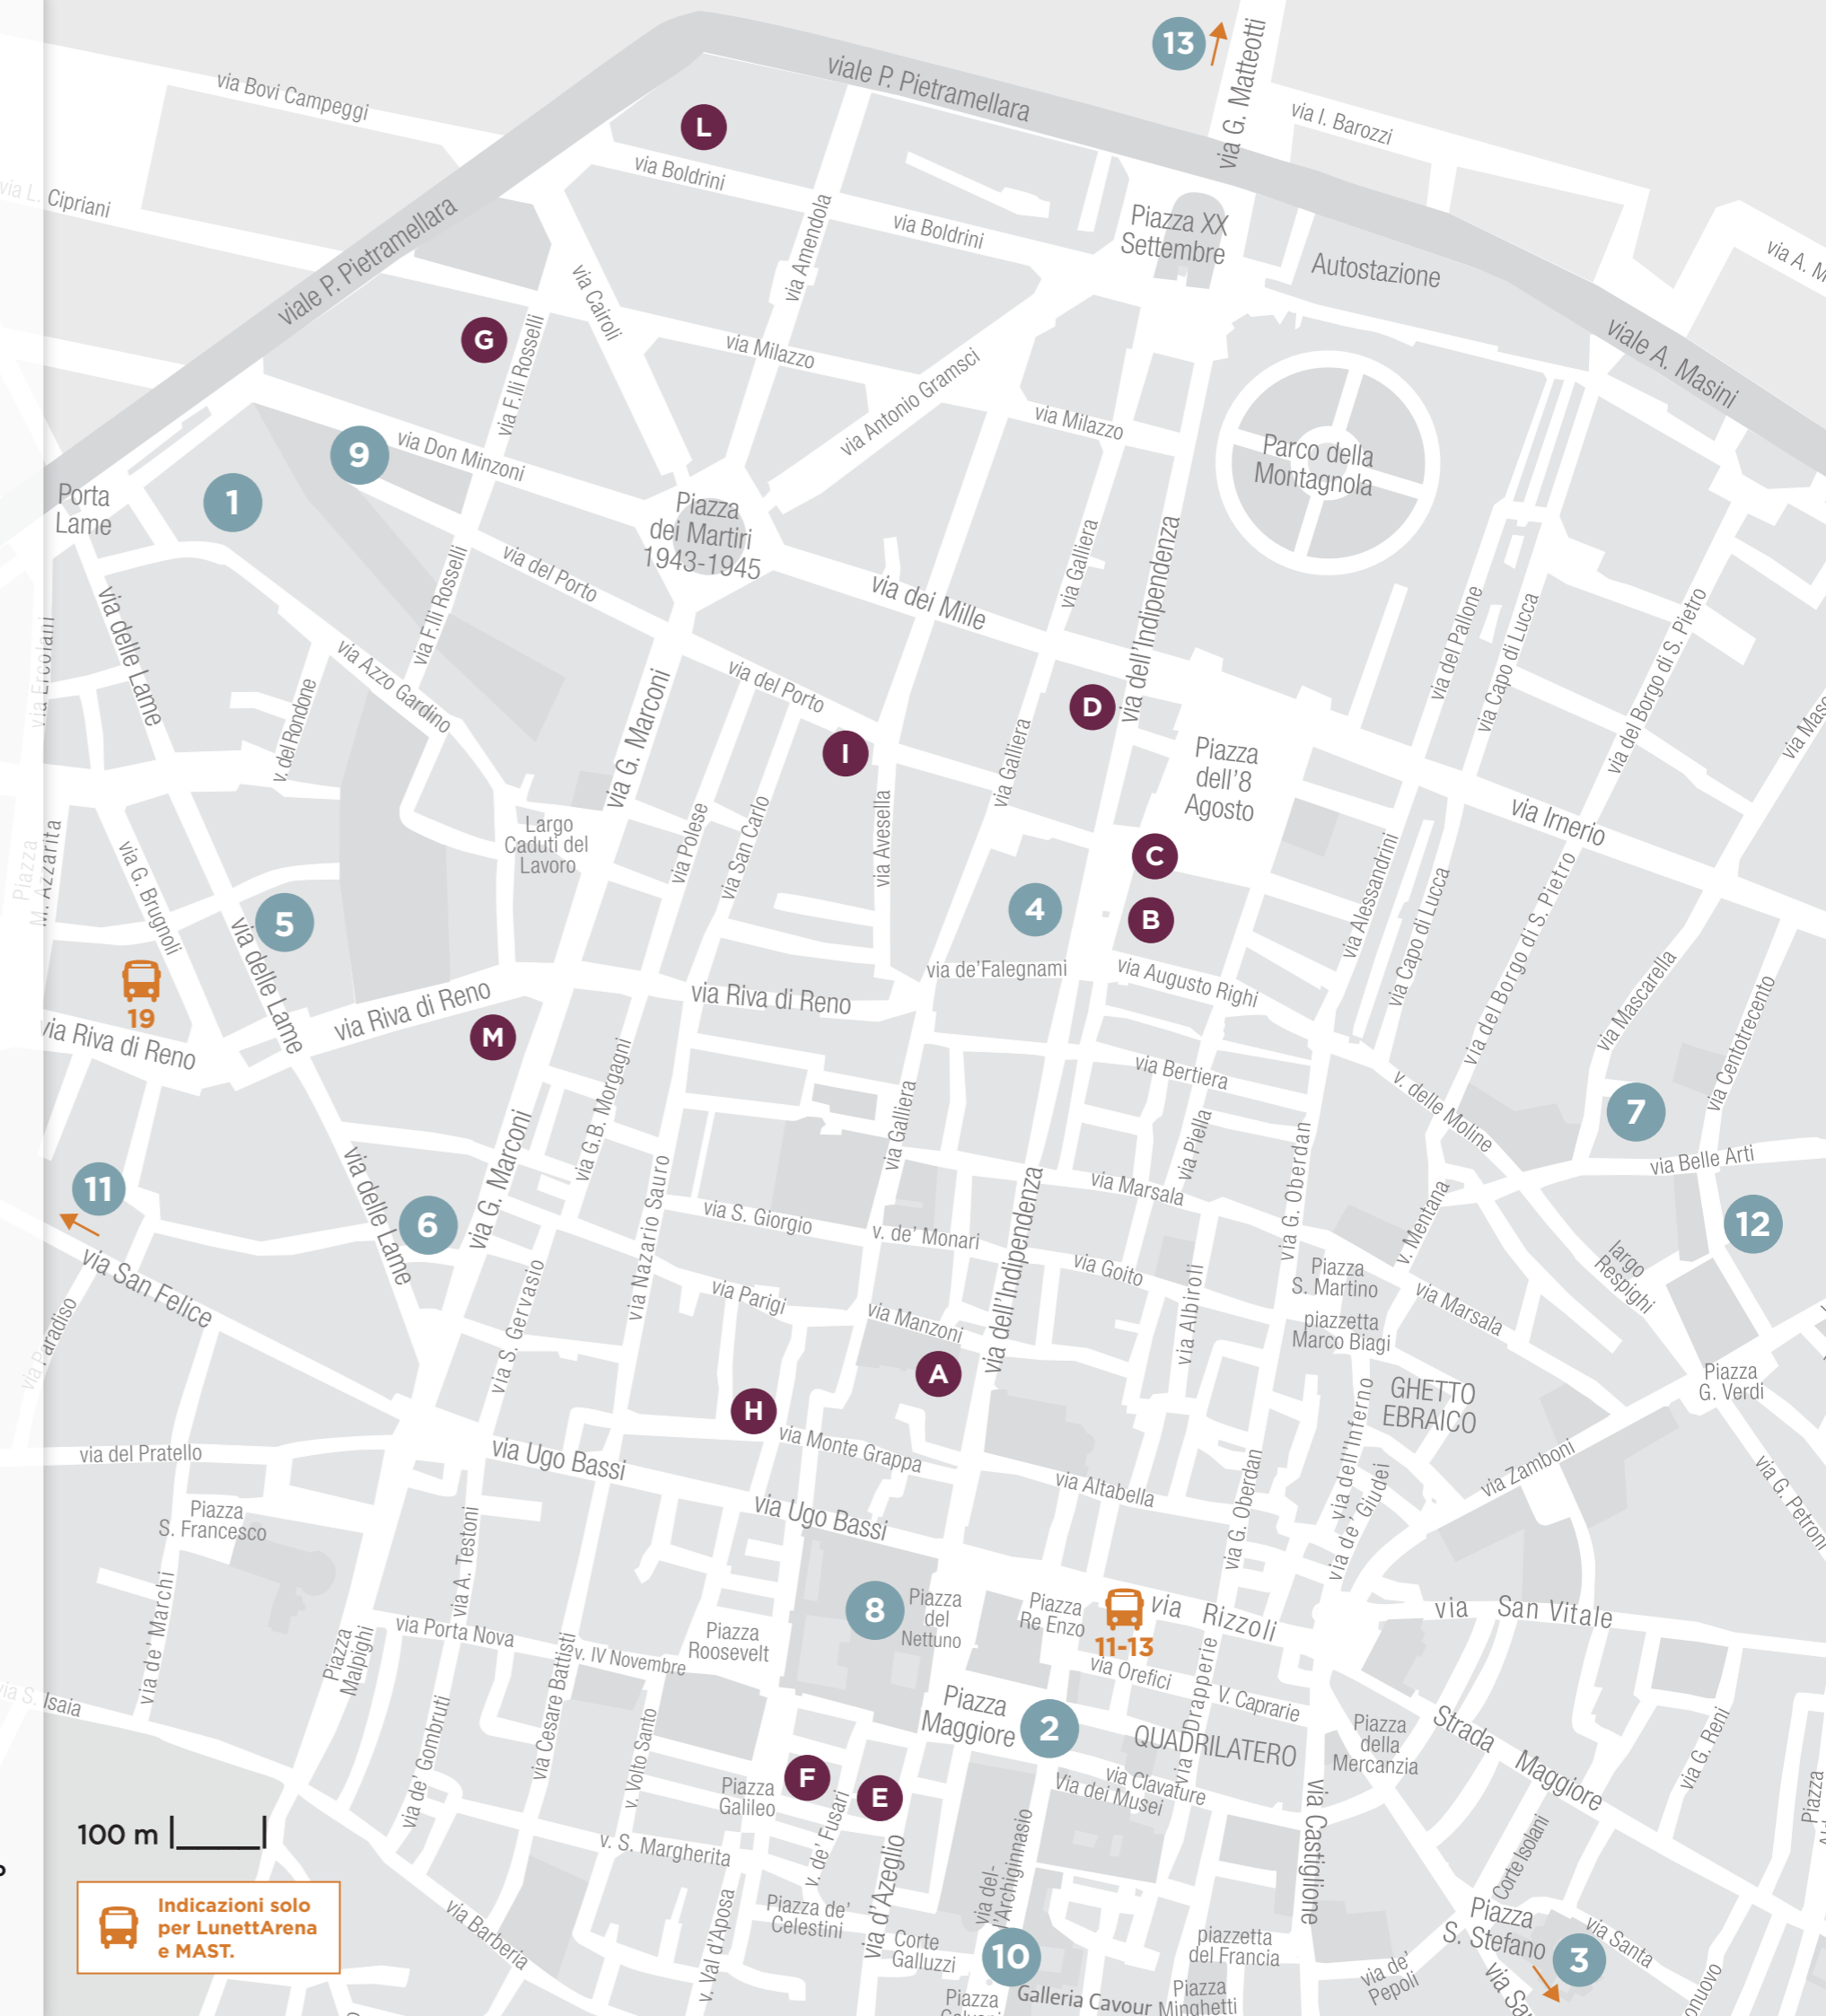 13
via G. Matteotti
viale P. Pietramellara
via Bovi Campeggi
via I. Barozzi
L
via Boldrini
via L. Cipriani
viale P. Pietramellara
via Amendola
via Boldrini
Piazza XX
Settembre
Autostazione
via A. M
via Cairoli
G
via F.lli Rosselli
via Milazzo
via Antonio Gramsci
viale A. Masini
via Milazzo
9
via Don Minzoni
Parco della
Montagnola
1
Porta
Lame
Piazza
dei Martiri
1943-1945
via del Porto
via F.lli Rosselli
via dei Mille
via Galliera
via dell'Indipendenza
via del Pallone
via Capo di Lucca
via del Borgo di S. Pietro
via Ercolani
via delle Lame
via Azzo Gardino
v. del Rondone
via G. Marconi
via del Porto
D
I
via Galliera
Piazza
dell'8
Agosto
via Masc
via Irnerio
Largo
Caduti del
Lavoro
via Polese
via San Carlo
via Avesella
C
B
4
via Alessandrini
via Capo di Lucca
via del Borgo di S. Pietro
Piazza
M. Azzarita
via G. Brugnoli
5
via delle Lame
19
via Riva di Reno
via Riva di Reno
M
via Riva di Reno
via de'Falegnami
via Augusto Righi
via Mascarella
via Centotrecento
via Bertiera
v. delle Moline
7
via Belle Arti
via G.B. Morgagni
via Galliera
via Piella
via G. Oberdan
11
via San Felice
via delle Lame
6
via G. Marconi
via Nazario Sauro
via S. Giorgio
v. de' Monari
via Marsala
via Goito
v. Mentana
12
largo
Respighi
Piazza
S. Martino
piazzetta
Marco Biagi
via Marsala
via Paradiso
via S. Gervasio
via Parigi
via Manzoni
via dell'Indipendenza
via Albiroli
A
H
via Monte Grappa
GHETTO
EBRAICO
Piazza
G. Verdi
via del Pratello
via Ugo Bassi
via Ugo Bassi
via Altabella
via G. Oberdan
via dell'Inferno
via de' Giudei
via Zamboni
via G. Petroni
Piazza
S. Francesco
via de' Marchi
via A. Testoni
8
Piazza
del
Nettuno
Piazza
Re Enzo
11-13
via Rizzoli
via San Vitale
via Porta Nova
Piazza
Malpighi
v. IV Novembre
Piazza
Roosevelt
via Orefici
via Drapperie
V. Caprarie
via S. Isaia
via de' Gombruti
via Cesare Battisti
v. Volto Santo
Piazza
Maggiore
2
QUADRILATERO
Piazza
della
Mercanzia
Strada Maggiore
via G. Reni
Piazza
F
E
Piazza
Galileo
v. de' Fusari
via Clavature
Via dei Musei
via Castiglione
100 m
v. S. Margherita
via d'Azeglio
via del-
l'Archiginnasio
Corte Isolani
Indicazioni solo
per LunettArena
e MAST.
via Barberia
v. Val d'Aposa
Piazza de'
Celestini
Corte
Galluzzi
10
Galleria Cavour
piazzetta
del Francia
Piazza
Minghetti
via de'
Pepoli
Piazza
S. Stefano
3
via Santa
Piazza